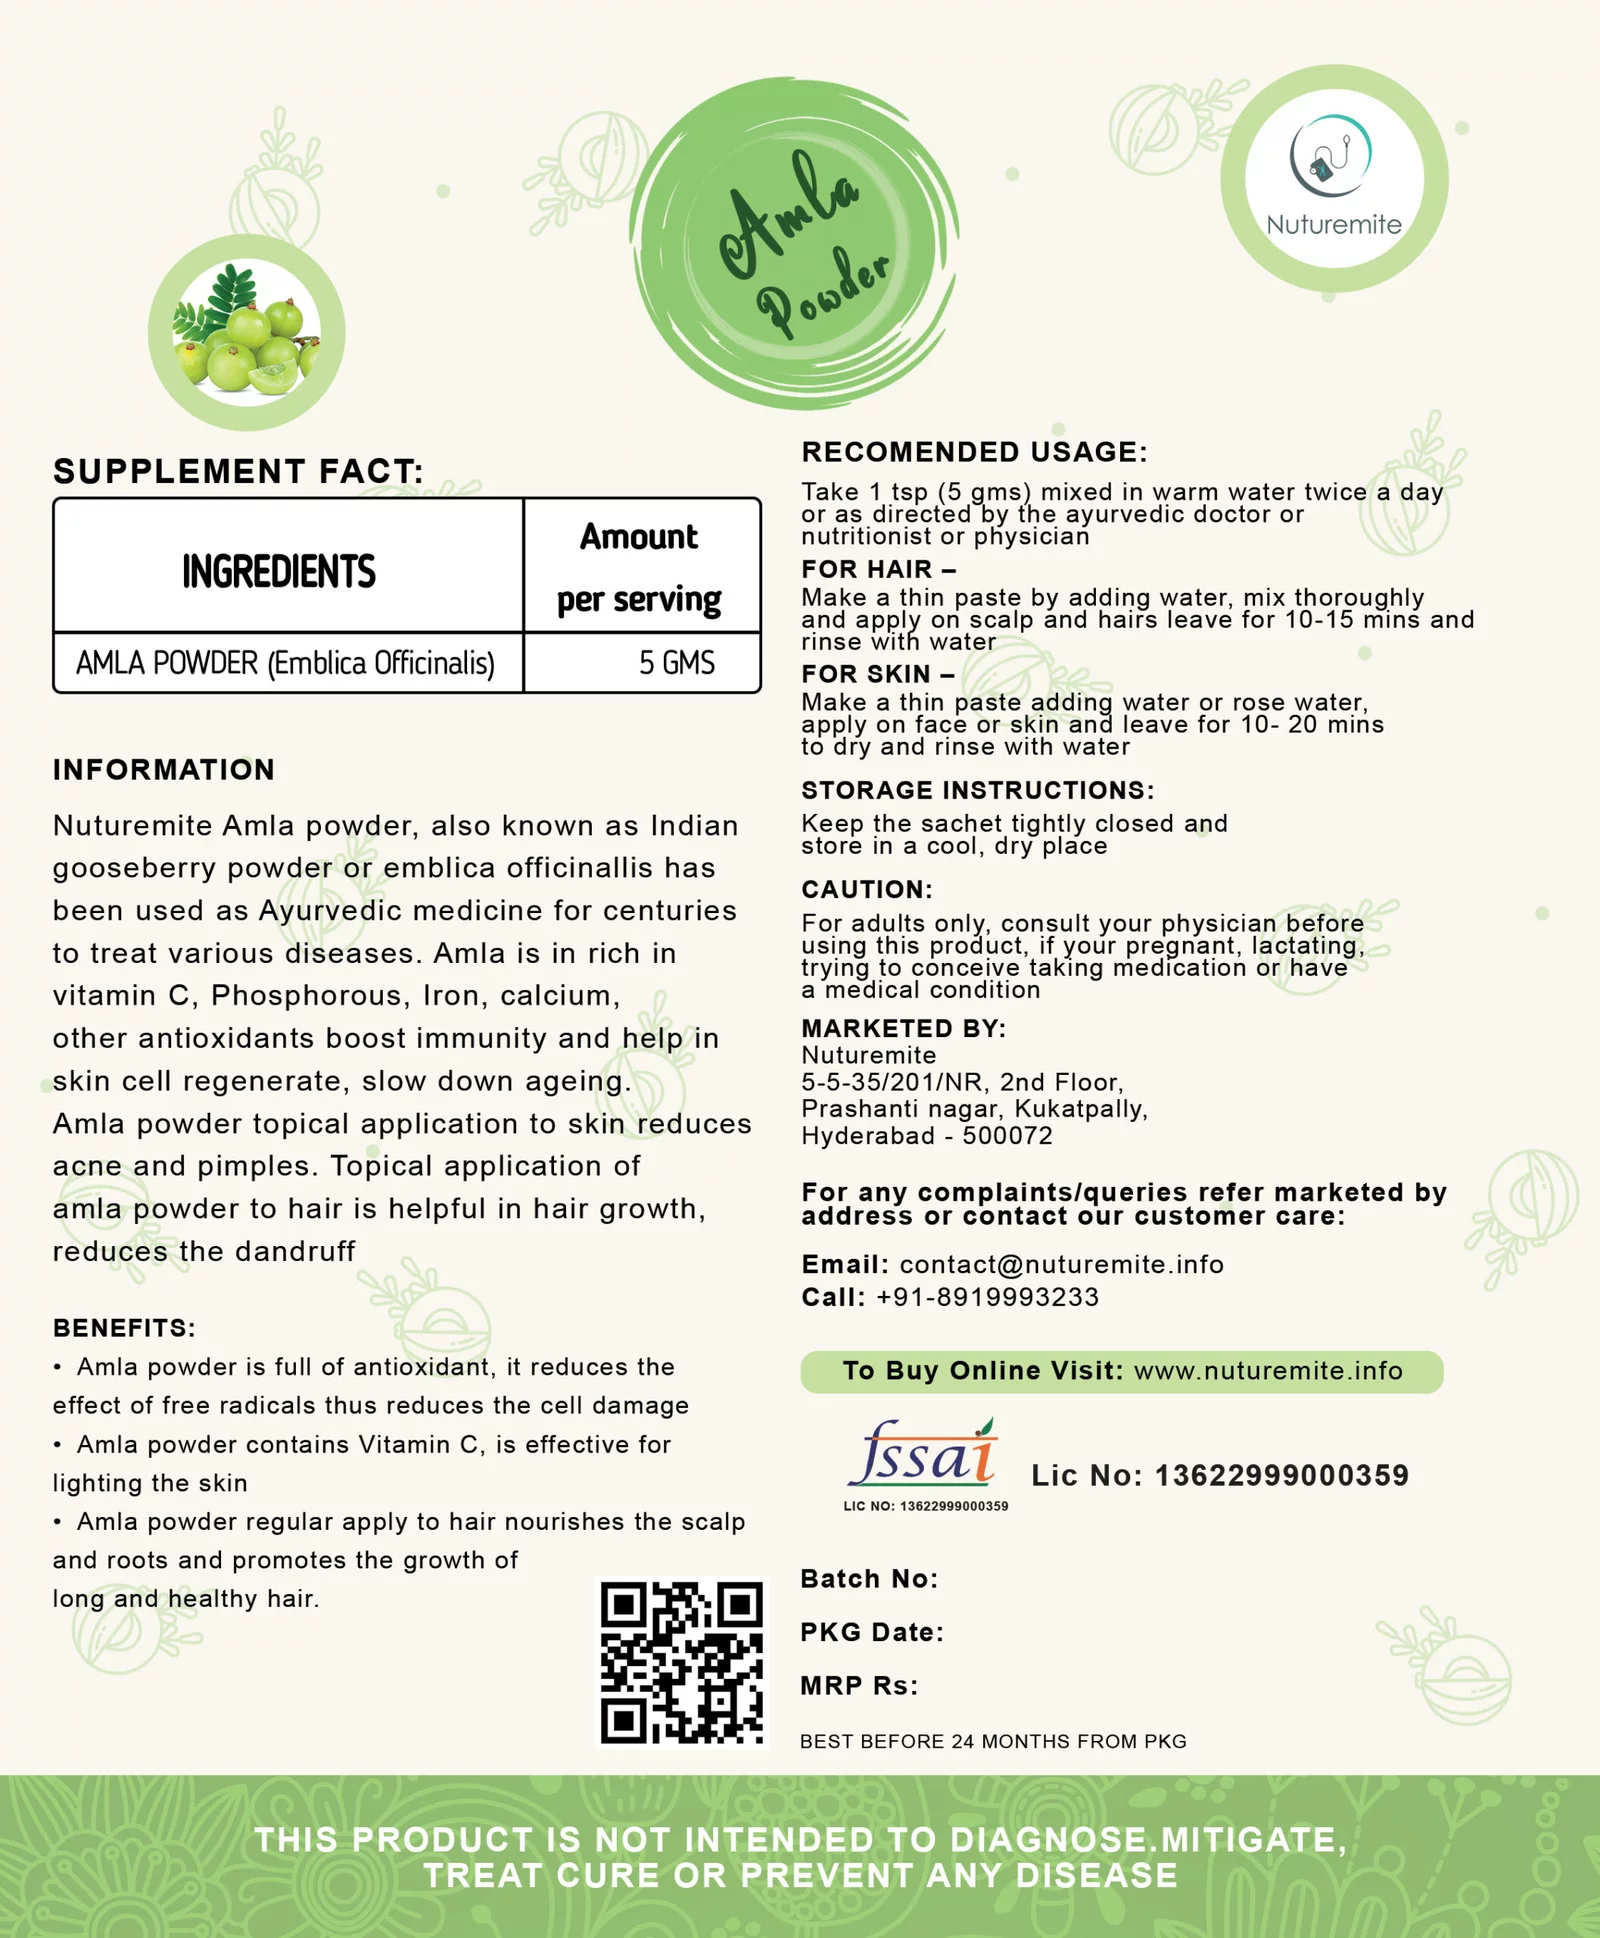 Amla
Powder
Nuturemite
SUPPLEMENT FACT:
INGREDIENTS
Amount
per serving
AMLA POWDER (Emblica Officinalis)
5 GMS
INFORMATION
Nuturemite Amla powder, also known as Indian
gooseberry powder or emblica officinallis has
been used as Ayurvedic medicine for centuries
to treat various diseases. Amla is in rich in
vitamin C, Phosphorous, Iron, calcium,
other antioxidants boost immunity and help in
skin cell regenerate, slow down ageing.
Amla powder topical application to skin reduces
acne and pimples. Topical application of
amla powder to hair is helpful in hair growth,
reduces the dandruff
BENEFITS:
• Amla powder is full of antioxidant, it reduces the
effect of free radicals thus reduces the cell damage
• Amla powder contains Vitamin C, is effective for
lighting the skin
• Amla powder regular apply to hair nourishes the scalp
and roots and promotes the growth of
long and healthy hair.
RECOMENDED USAGE:
Take 1 tsp (5 gms) mixed in warm water twice a day
or as directed by the ayurvedic doctor or
nutritionist or physician
FOR HAIR –
Make a thin paste by adding water, mix thoroughly
and apply on scalp and hairs leave for 10-15 mins and
rinse with water
FOR SKIN –
Make a thin paste adding water or rose water,
apply on face or skin and leave for 10- 20 mins
to dry and rinse with water
STORAGE INSTRUCTIONS:
Keep the sachet tightly closed and
store in a cool, dry place
CAUTION:
For adults only, consult your physician before
using this product, if your pregnant, lactating,
trying to conceive taking medication or have
a medical condition
MARKETED BY:
Nuturemite
5-5-35/201/NR, 2nd Floor,
Prashanti nagar, Kukatpally,
Hyderabad - 500072
For any complaints/queries refer marketed by
address or contact our customer care:
Email: contact@nuturemite.info
Call: +91-8919993233
To Buy Online Visit: www.nuturemite.info
fssai
LIC NO: 13622999000359
Lic No: 13622999000359
Batch No:
PKG Date:
MRP Rs:
BEST BEFORE 24 MONTHS FROM PKG
THIS PRODUCT IS NOT INTENDED TO DIAGNOSE.MITIGATE,
TREAT CURE OR PREVENT ANY DISEASE